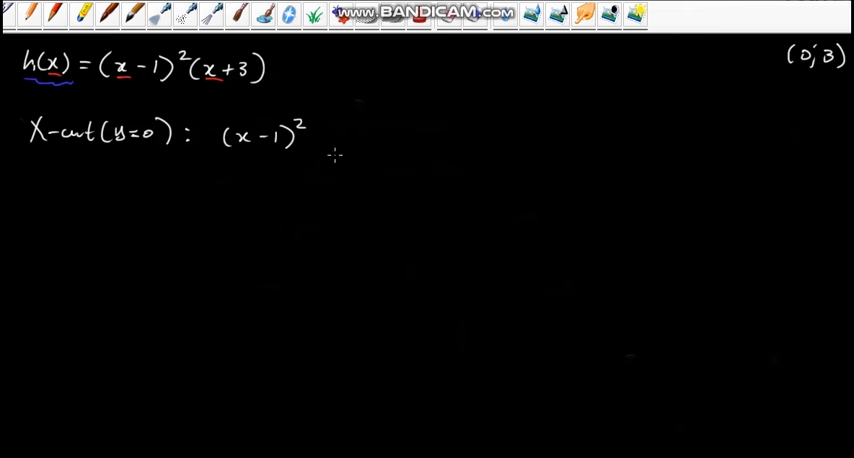 www.BANDICAM.com
h(x) = (x - 1)² (x + 3)
(0; 3)
X-cut (y = 0) : (x - 1)²